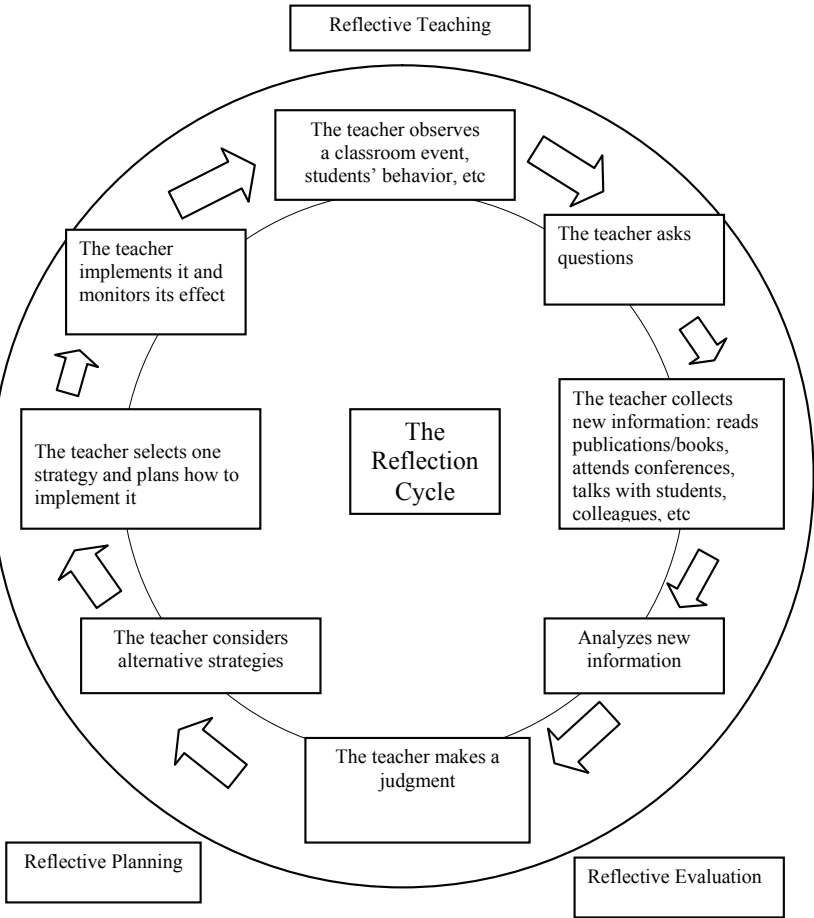 Reflective Teaching
The teacher observes
a classroom event,
students’ behavior, etc
The teacher asks
questions
The teacher collects
new information: reads
publications/books,
attends conferences,
talks with students,
colleagues, etc
Analyzes new
information
The teacher makes a
judgment
The teacher considers
alternative strategies
The teacher selects one
strategy and plans how to
implement it
The teacher
implements it and
monitors its effect
The
Reflection
Cycle
Reflective Planning
Reflective Evaluation